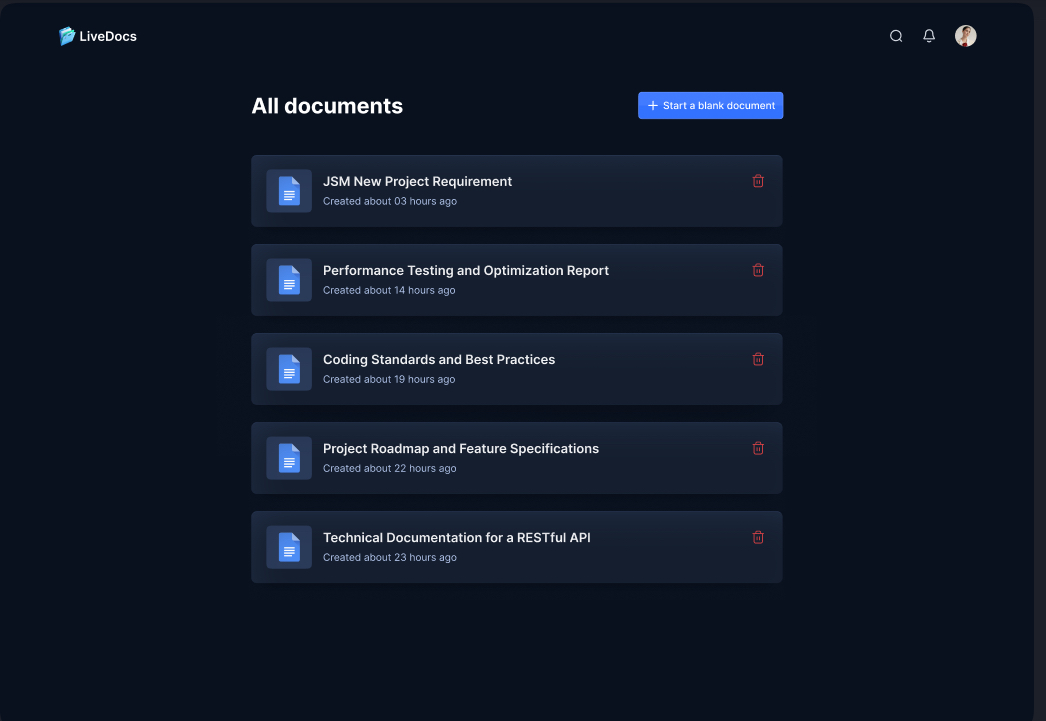 LiveDocs
All documents
Start a blank document
JSM New Project Requirement
Created about 03 hours ago
Performance Testing and Optimization Report
Created about 14 hours ago
Coding Standards and Best Practices
Created about 19 hours ago
Project Roadmap and Feature Specifications
Created about 22 hours ago
Technical Documentation for a RESTful API
Created about 23 hours ago